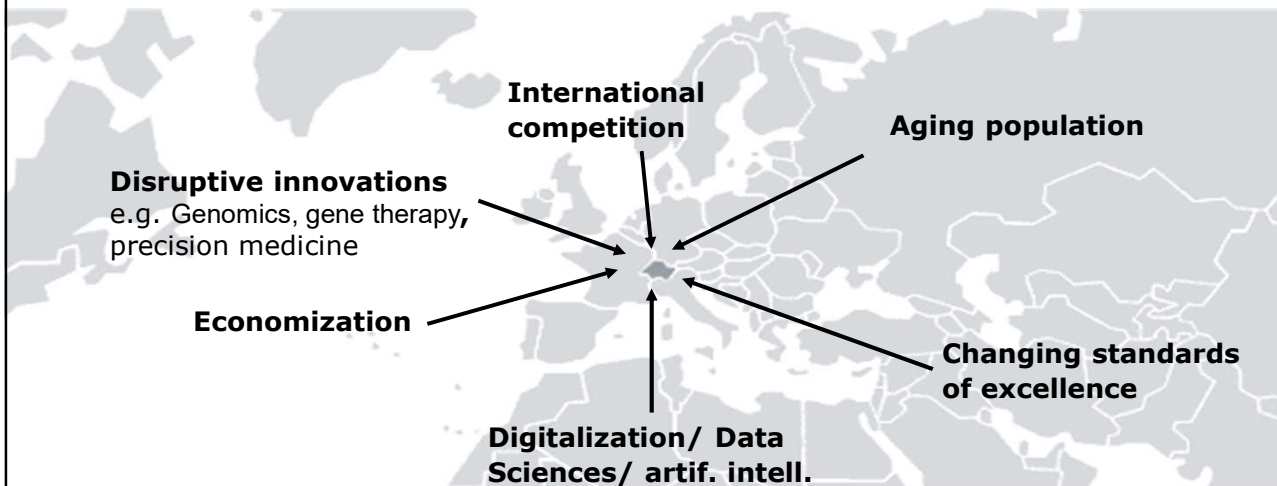 International
competition
Aging population
Disruptive innovations
e.g. Genomics, gene therapy,
precision medicine
Economization
Changing standards
of excellence
Digitalization/ Data
Sciences/ artif. intell.